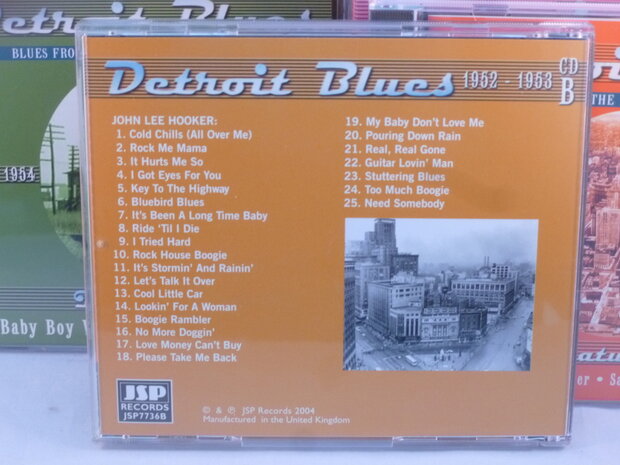 Detroit Blues
BLUES FRO
1954
Baby Boy
Detroit Blues 1952 - 1953 CD B
JOHN LEE HOOKER:
1. Cold Chills (All Over Me)
2. Rock Me Mama
3. It Hurts Me So
4. I Got Eyes For You
5. Key To The Highway
6. Bluebird Blues
7. It's Been A Long Time Baby
8. Ride 'Til I Die
9. I Tried Hard
10. Rock House Boogie
11. It's Stormin' And Rainin'
12. Let's Talk It Over
13. Cool Little Car
14. Lookin' For A Woman
15. Boogie Rambler
16. No More Doggin'
17. Love Money Can't Buy
18. Please Take Me Back
19. My Baby Don't Love Me
20. Pouring Down Rain
21. Real, Real Gone
22. Guitar Lovin' Man
23. Stuttering Blues
24. Too Much Boogie
25. Need Somebody
JSP
RECORDS
JSP7736B
© & ℗ JSP Records 2004
Manufactured in the United Kingdom
THE
atu
er • Sa